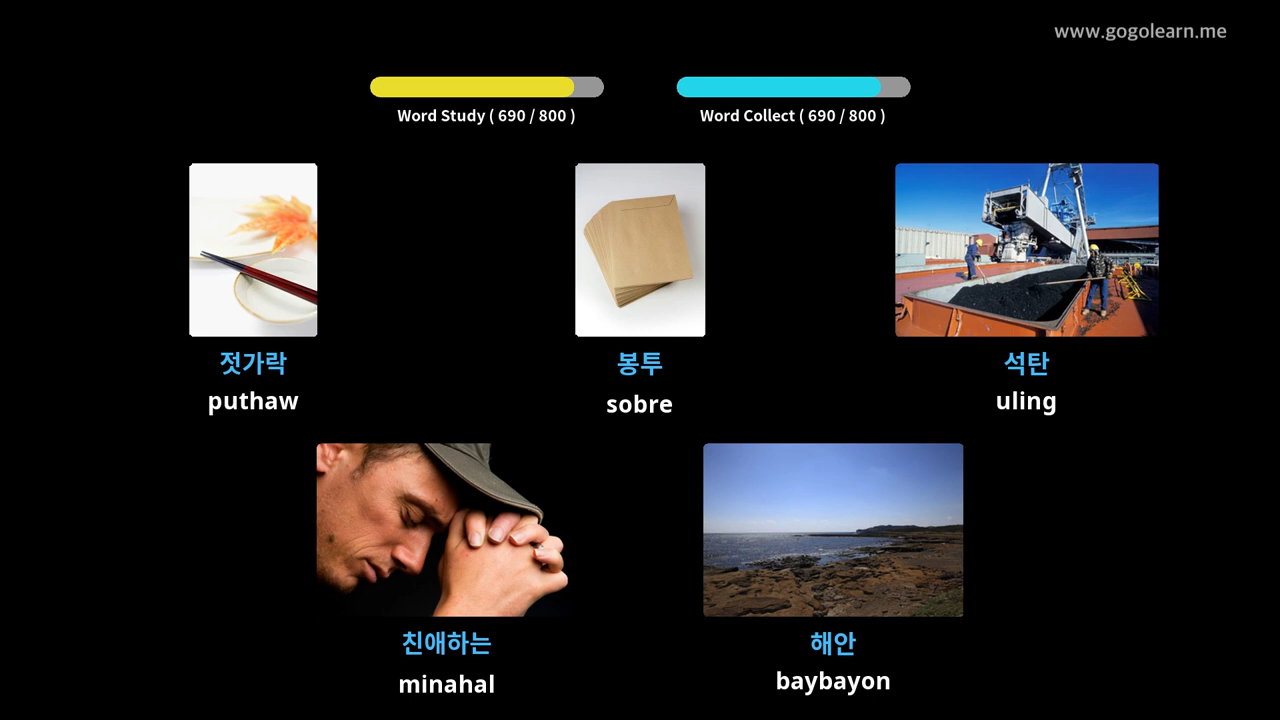 www.gogolearn.me
Word Study ( 690 / 800 )
Word Collect ( 690 / 800 )
젓가락
puthaw
봉투
sobre
석탄
uling
친애하는
minahal
해안
baybayon